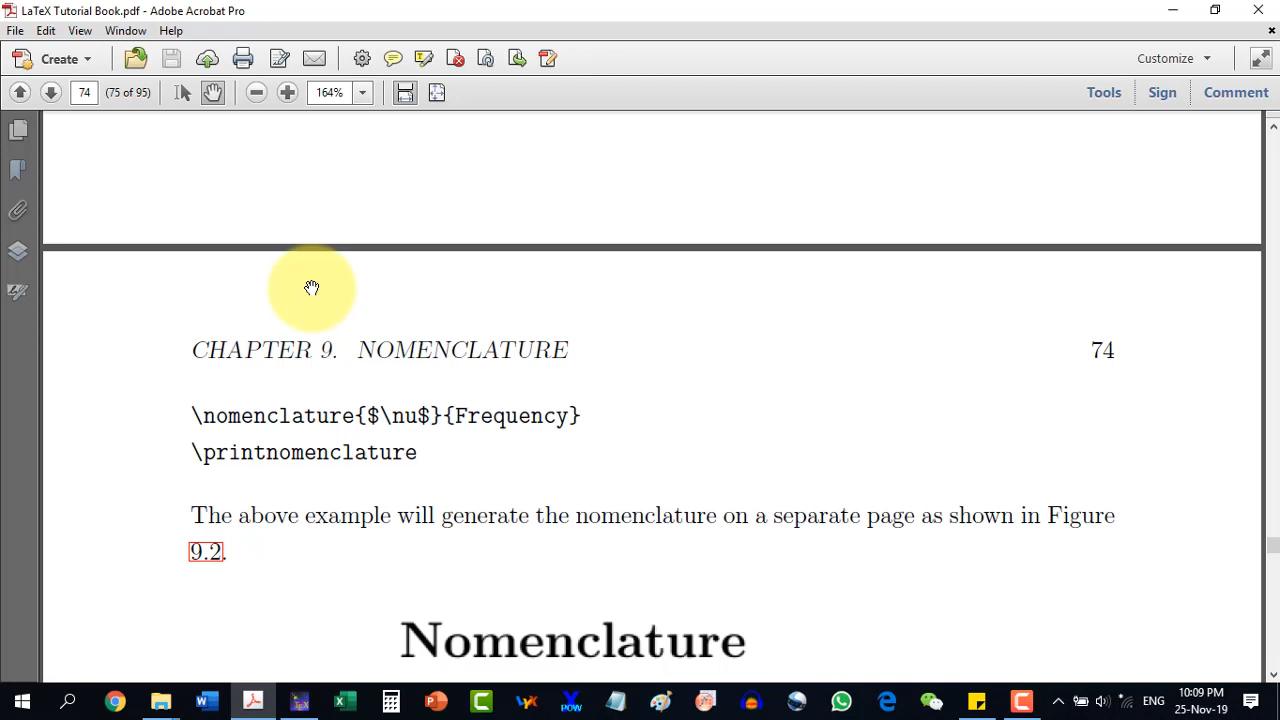 LaTeX Tutorial Book.pdf - Adobe Acrobat Pro
File Edit View Window Help
Create Customize
74 (75 of 95) 164% Tools Sign Comment
CHAPTER 9. NOMENCLATURE 74
\nomenclature{$\nu$}{Frequency}
\printnomenclature
The above example will generate the nomenclature on a separate page as shown in Figure
9.2.
Nomenclature
ENG 10:09 PM
25-Nov-19